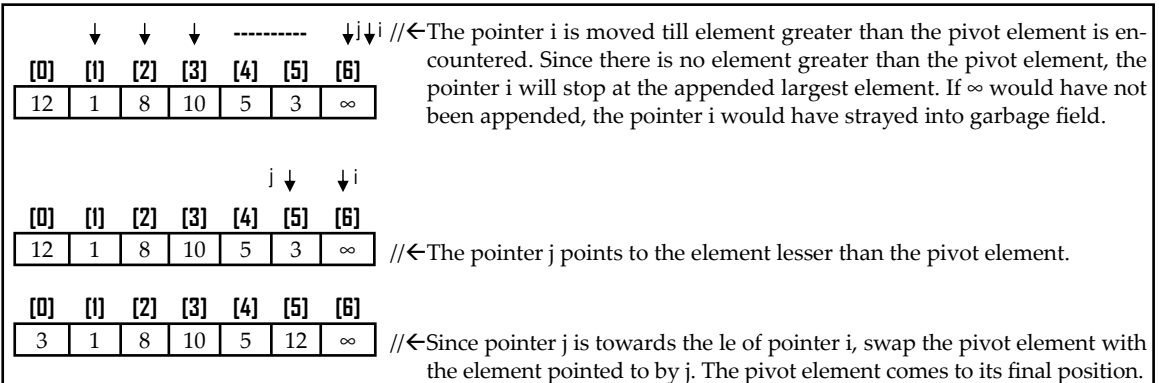 j i //←The pointer i is moved till element greater than the pivot element is en-
[0] [1] [2] [3] [4] [5] [6] countered. Since there is no element greater than the pivot element, the
12 1 8 10 5 3 ∞ pointer i will stop at the appended largest element. If ∞ would have not
been appended, the pointer i would have strayed into garbage field.
j i
[0] [1] [2] [3] [4] [5] [6]
12 1 8 10 5 3 ∞ //←The pointer j points to the element lesser than the pivot element.
[0] [1] [2] [3] [4] [5] [6]
3 1 8 10 5 12 ∞ //←Since pointer j is towards the le of pointer i, swap the pivot element with
the element pointed to by j. The pivot element comes to its final position.